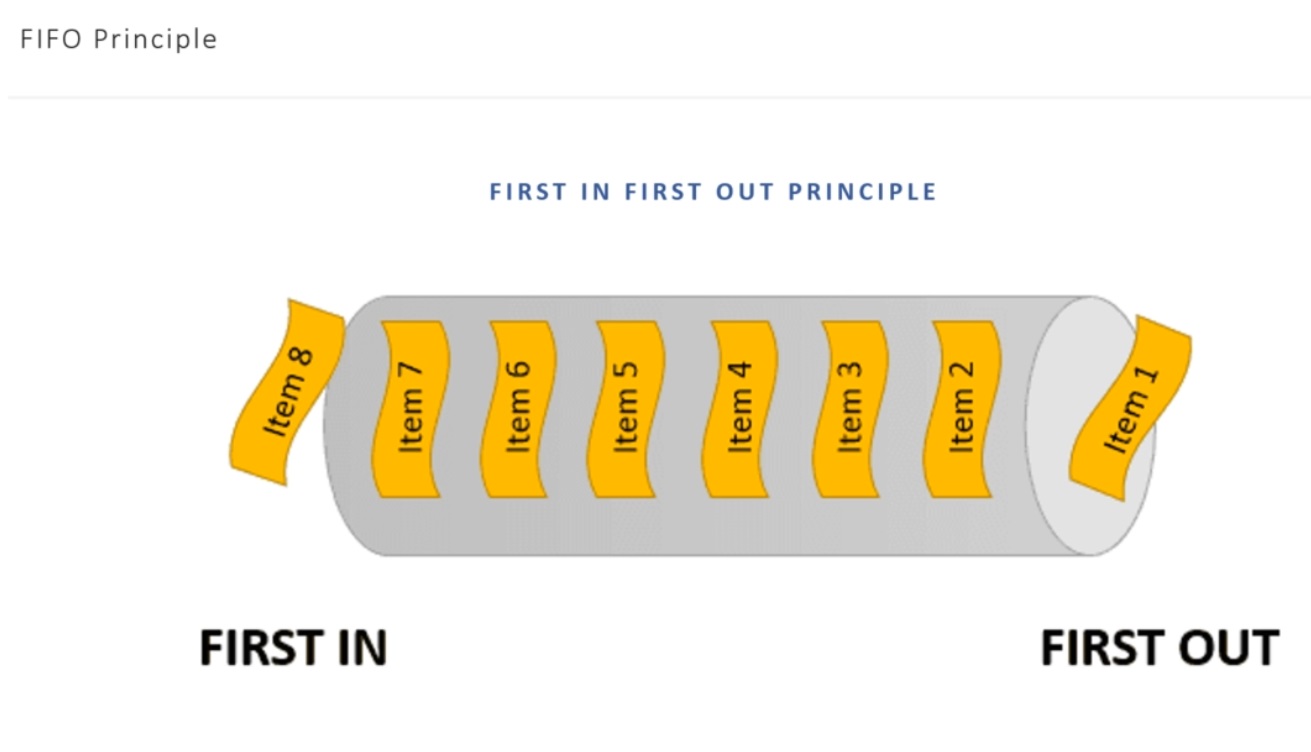 FIFO Principle
FIRST IN FIRST OUT PRINCIPLE
Item 8
Item 7
Item 6
Item 5
Item 4
Item 3
Item 2
Item 1
FIRST IN
FIRST OUT